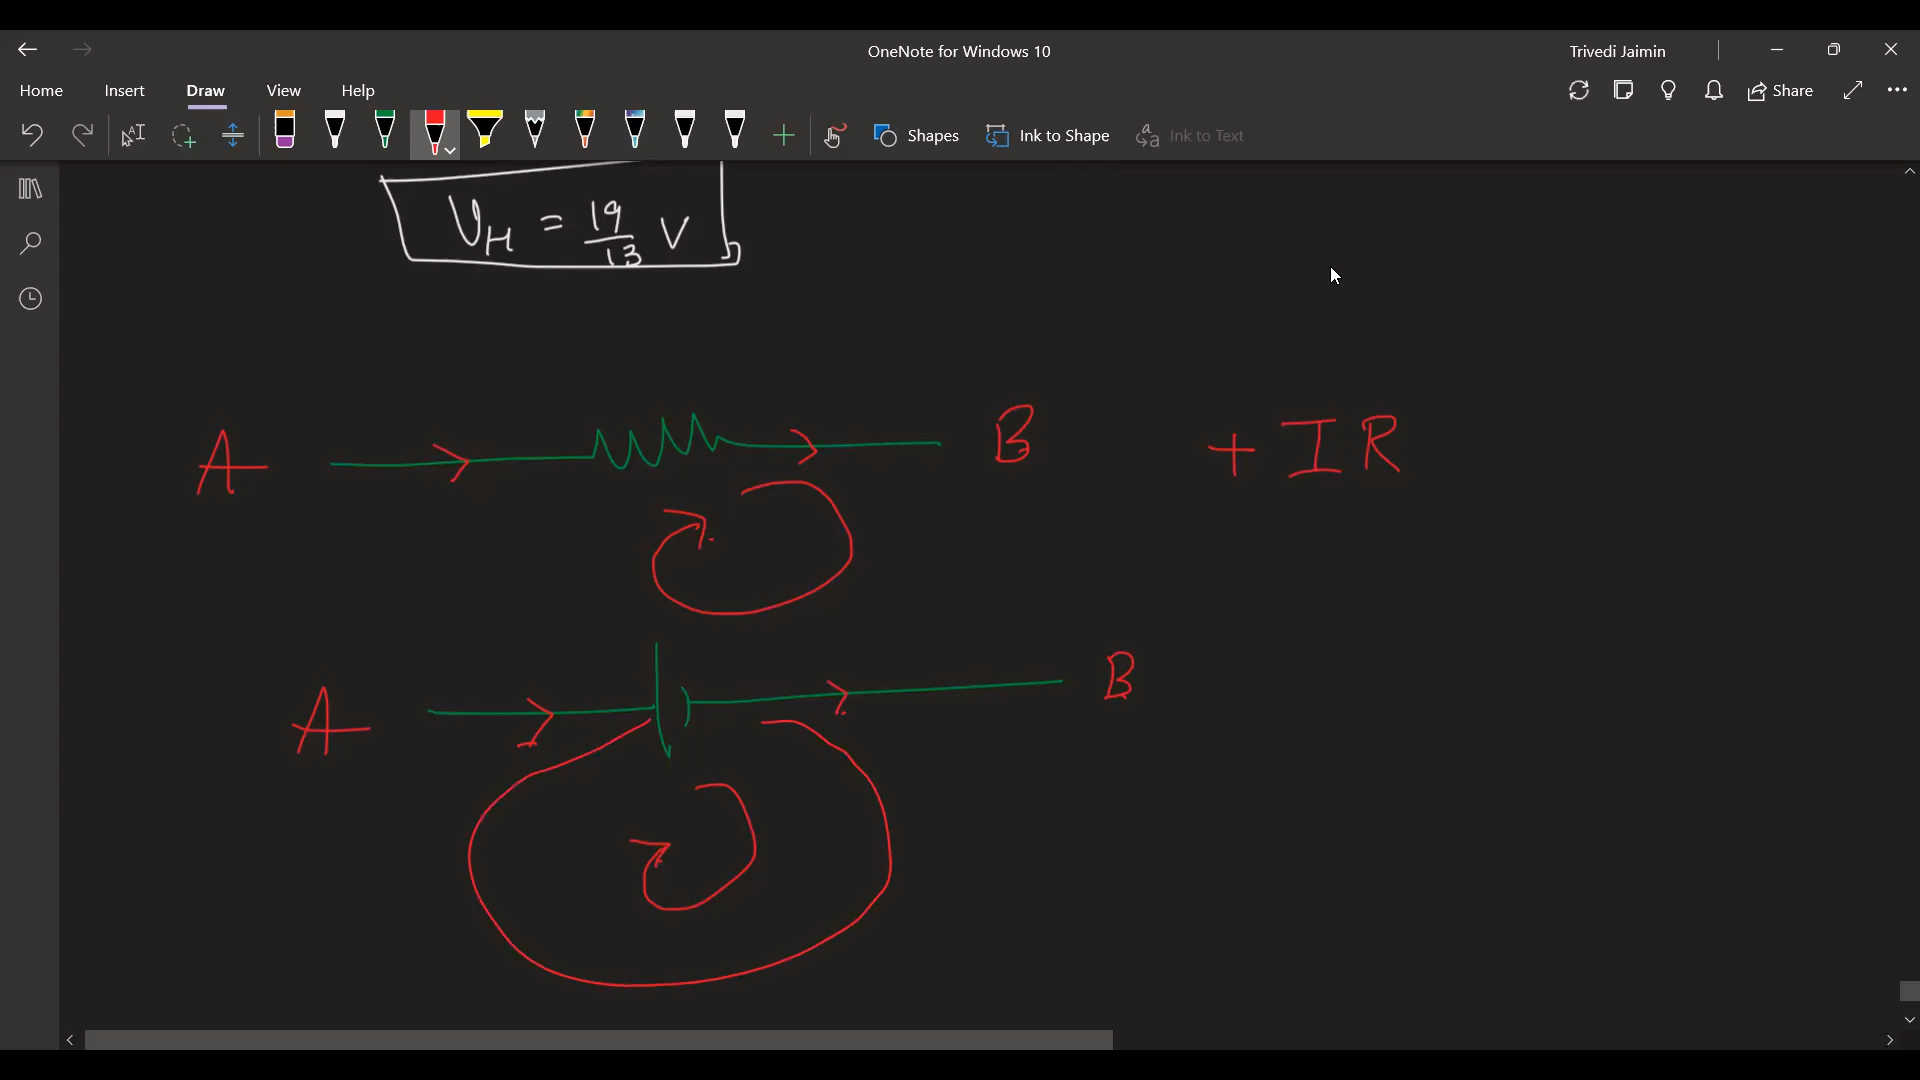 OneNote for Windows 10
Trivedi Jaimin
Home Insert Draw View Help
Share
Shapes
Ink to Shape
Ink to Text
V_H = 19/13 V
A B + IR
A B